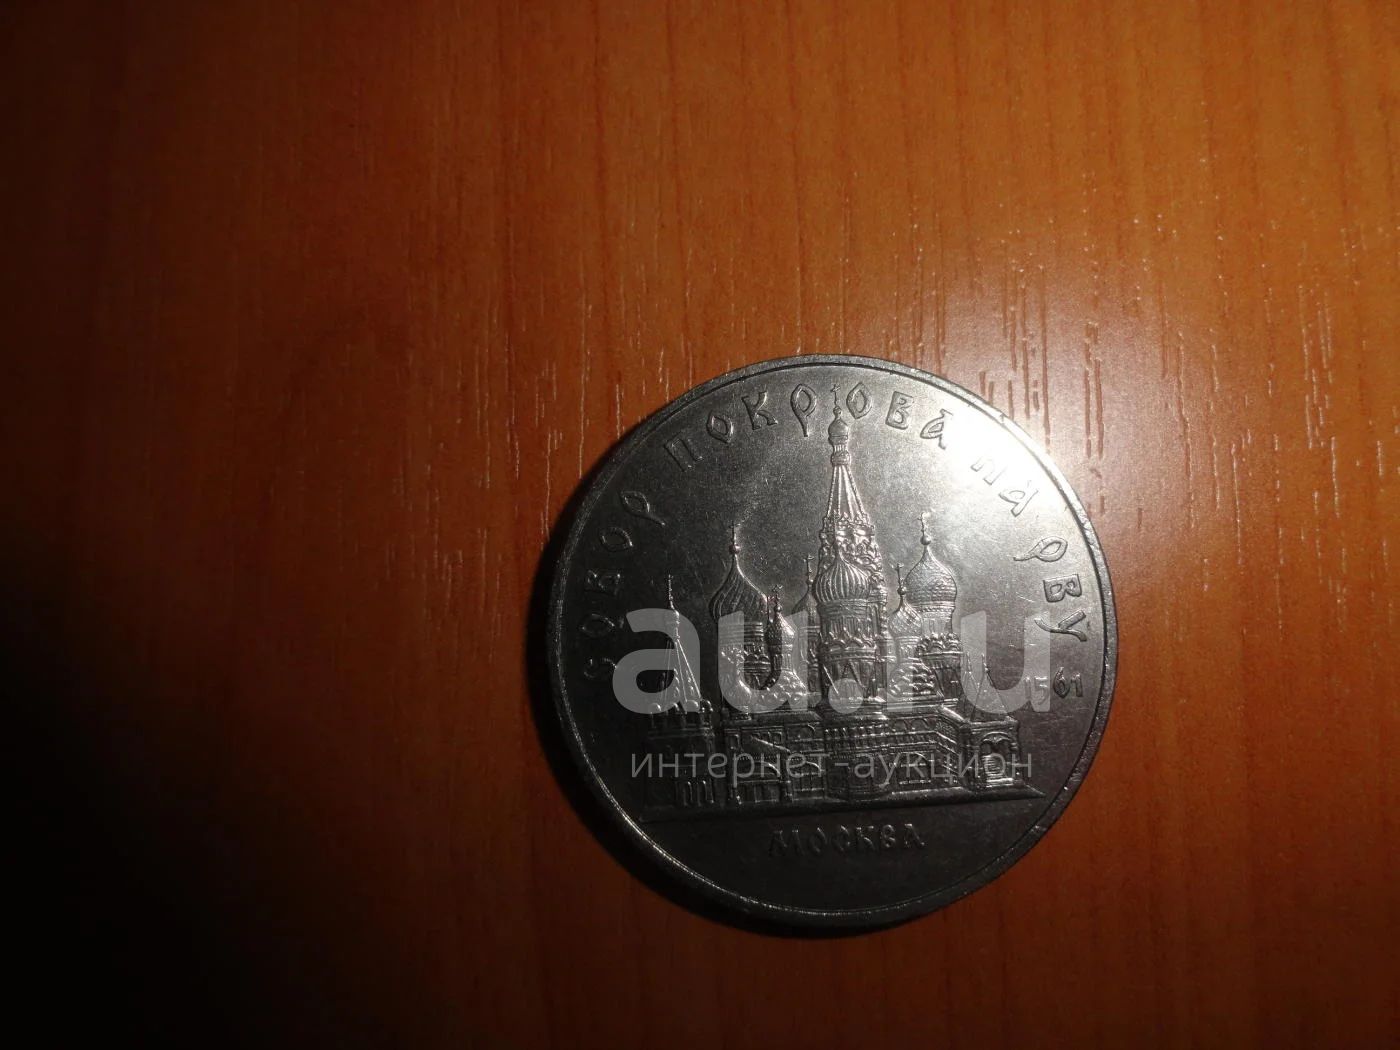 СОБОР ПОКРОВА НА РВУ
1561
МОСКВА
au.ru
интернет-аукцион